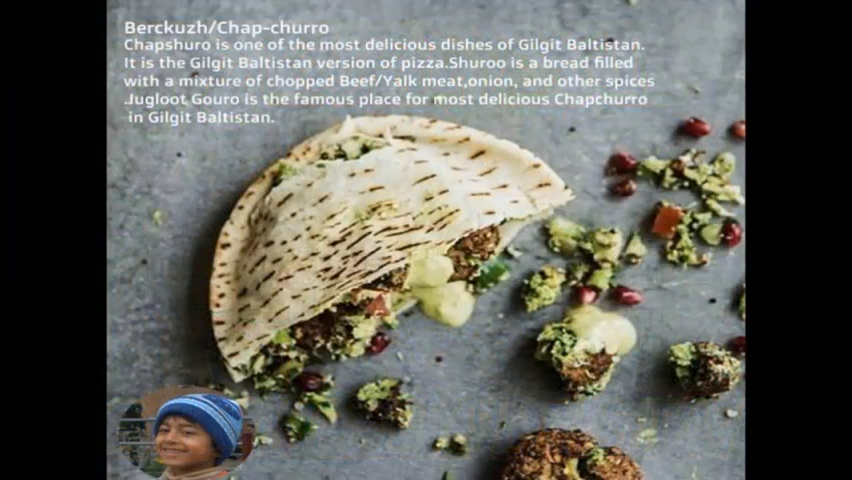 Berckuzh/Chap-churro
Chapshuro is one of the most delicious dishes of Gilgit Baltistan.
It is the Gilgit Baltistan version of pizza.Shuroo is a bread filled
with a mixture of chopped Beef/Yalk meat,onion, and other spices
.Jugloot Gouro is the famous place for most delicious Chapchurro
in Gilgit Baltistan.